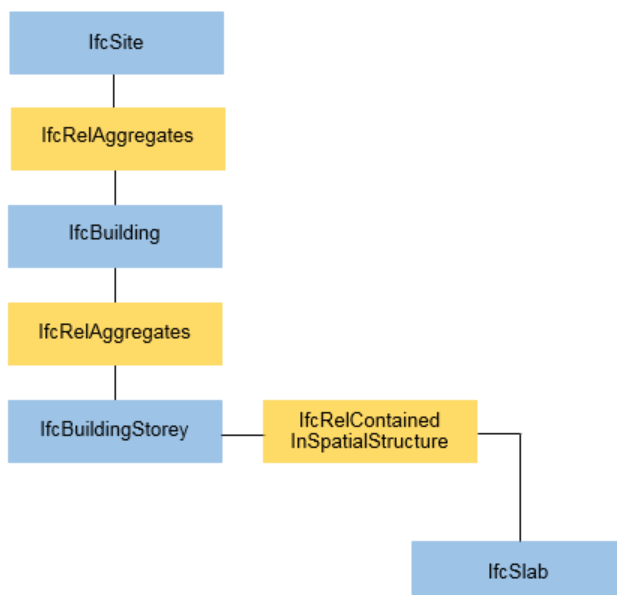 IfcSite
IfcRelAggregates
IfcBuilding
IfcRelAggregates
IfcBuildingStorey
IfcRelContained
InSpatialStructure
IfcSlab